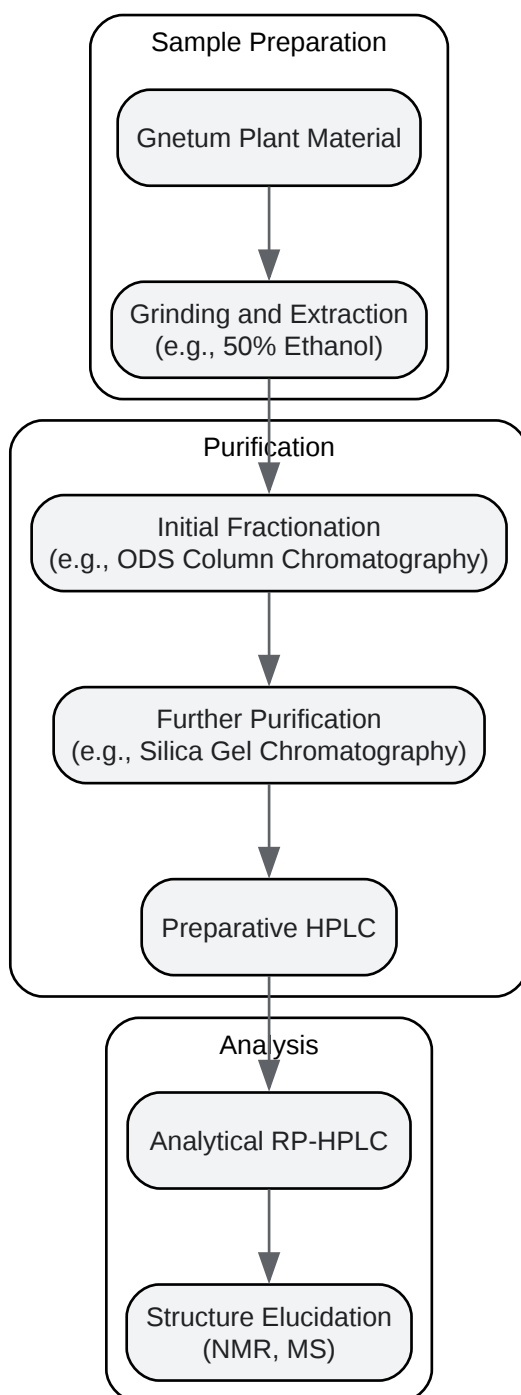 Sample Preparation
Gnetum Plant Material
Grinding and Extraction
(e.g., 50% Ethanol)
Purification
Initial Fractionation
(e.g., ODS Column Chromatography)
Further Purification
(e.g., Silica Gel Chromatography)
Preparative HPLC
Analysis
Analytical RP-HPLC
Structure Elucidation
(NMR, MS)